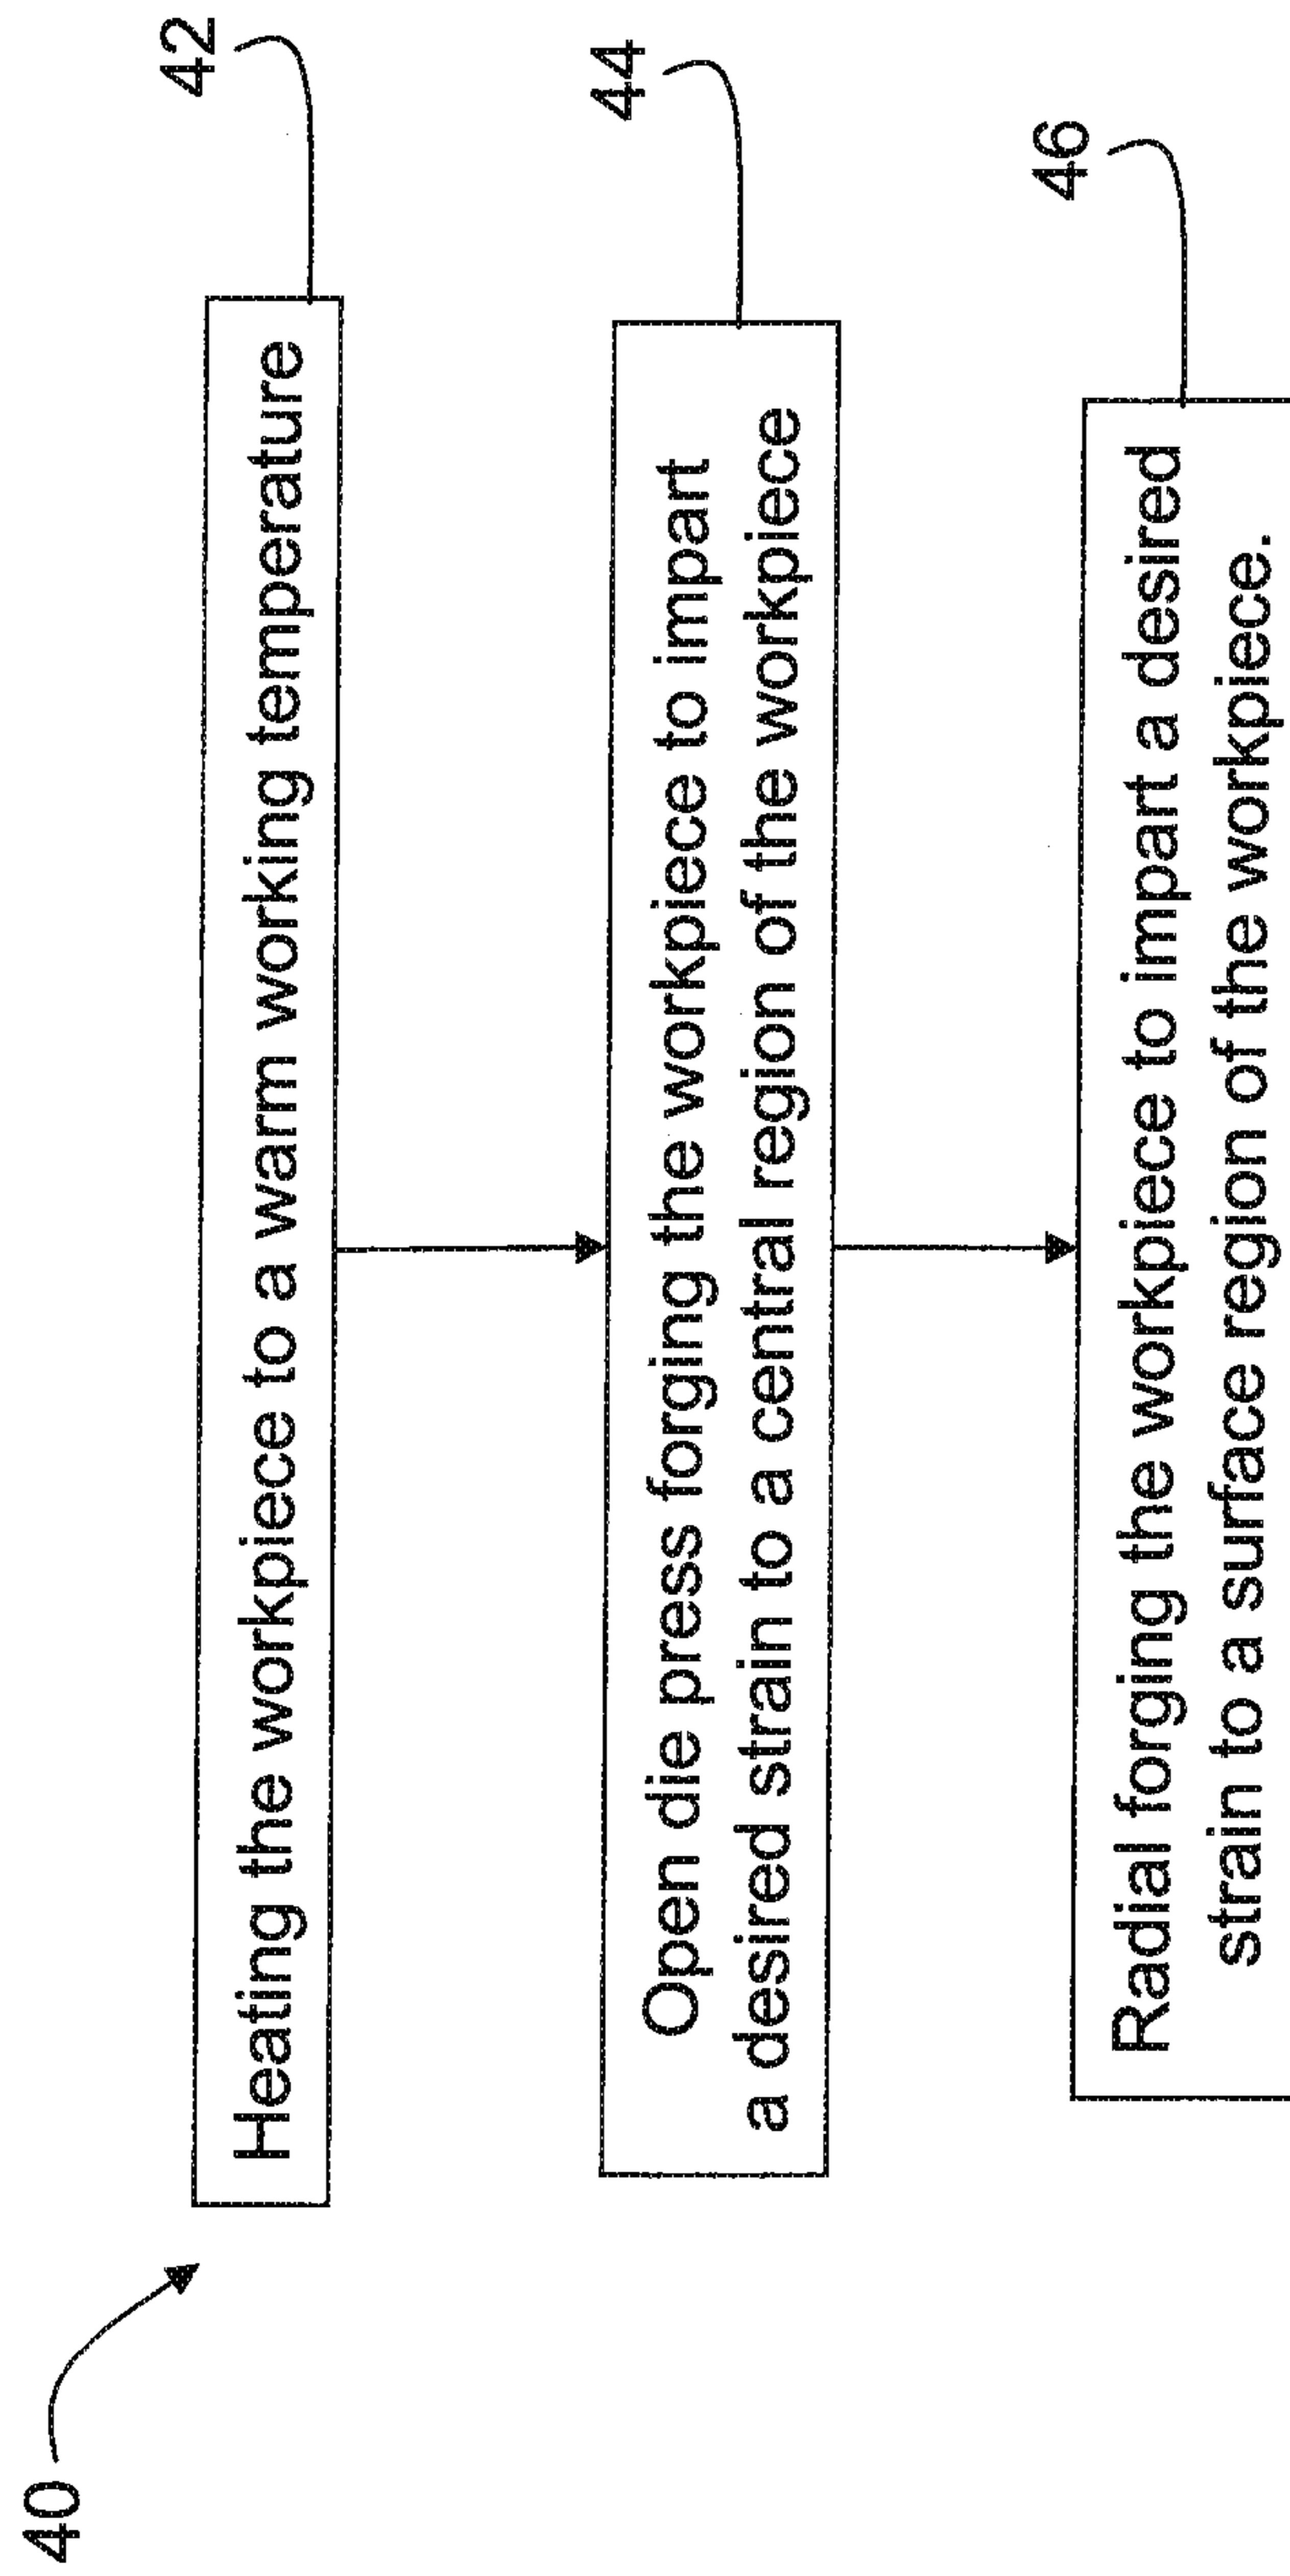 40
42
Heating the workpiece to a warm working temperature
44
Open die press forging the workpiece to impart
a desired strain to a central region of the workpiece
46
Radial forging the workpiece to impart a desired
strain to a surface region of the workpiece.